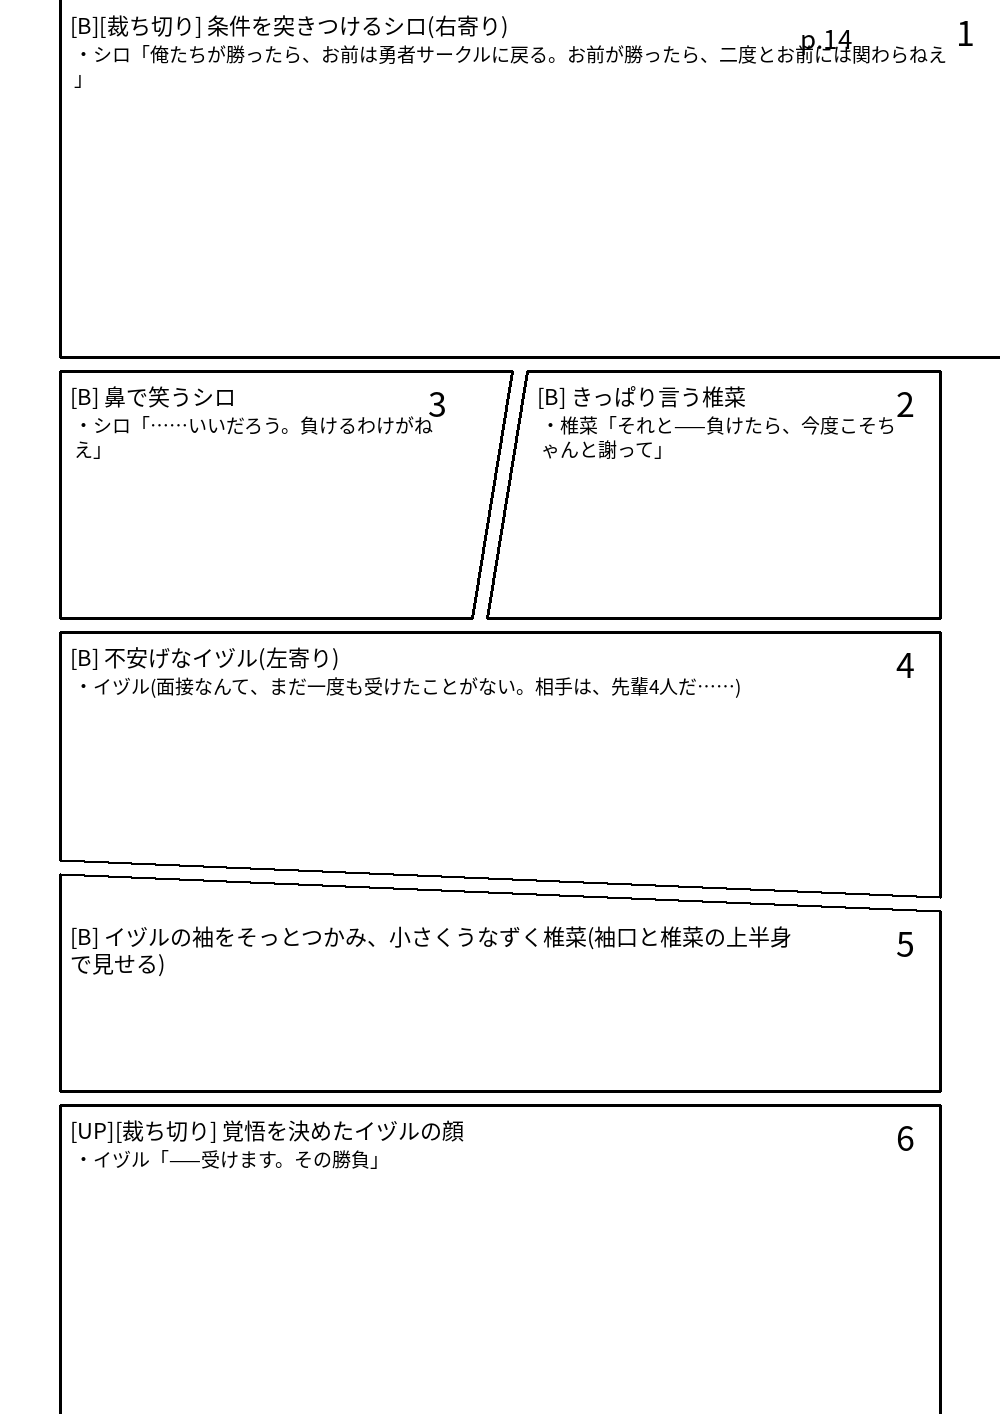 p.14
1
[B][裁ち切り] 条件を突きつけるシロ(右寄り)
・シロ「俺たちが勝ったら、お前は勇者サークルに戻る。お前が勝ったら、二度とお前には関わらねえ
」
2
[B] きっぱり言う椎菜
・椎菜「それと――負けたら、今度こそち
ゃんと謝って」
3
[B] 鼻で笑うシロ
・シロ「……いいだろう。負けるわけがね
え」
4
[B] 不安げなイヅル(左寄り)
・イヅル(面接なんて、まだ一度も受けたことがない。相手は、先輩4人だ……)
5
[B] イヅルの袖をそっとつかみ、小さくうなずく椎菜(袖口と椎菜の上半身
で見せる)
6
[UP][裁ち切り] 覚悟を決めたイヅルの顔
・イヅル「――受けます。その勝負」